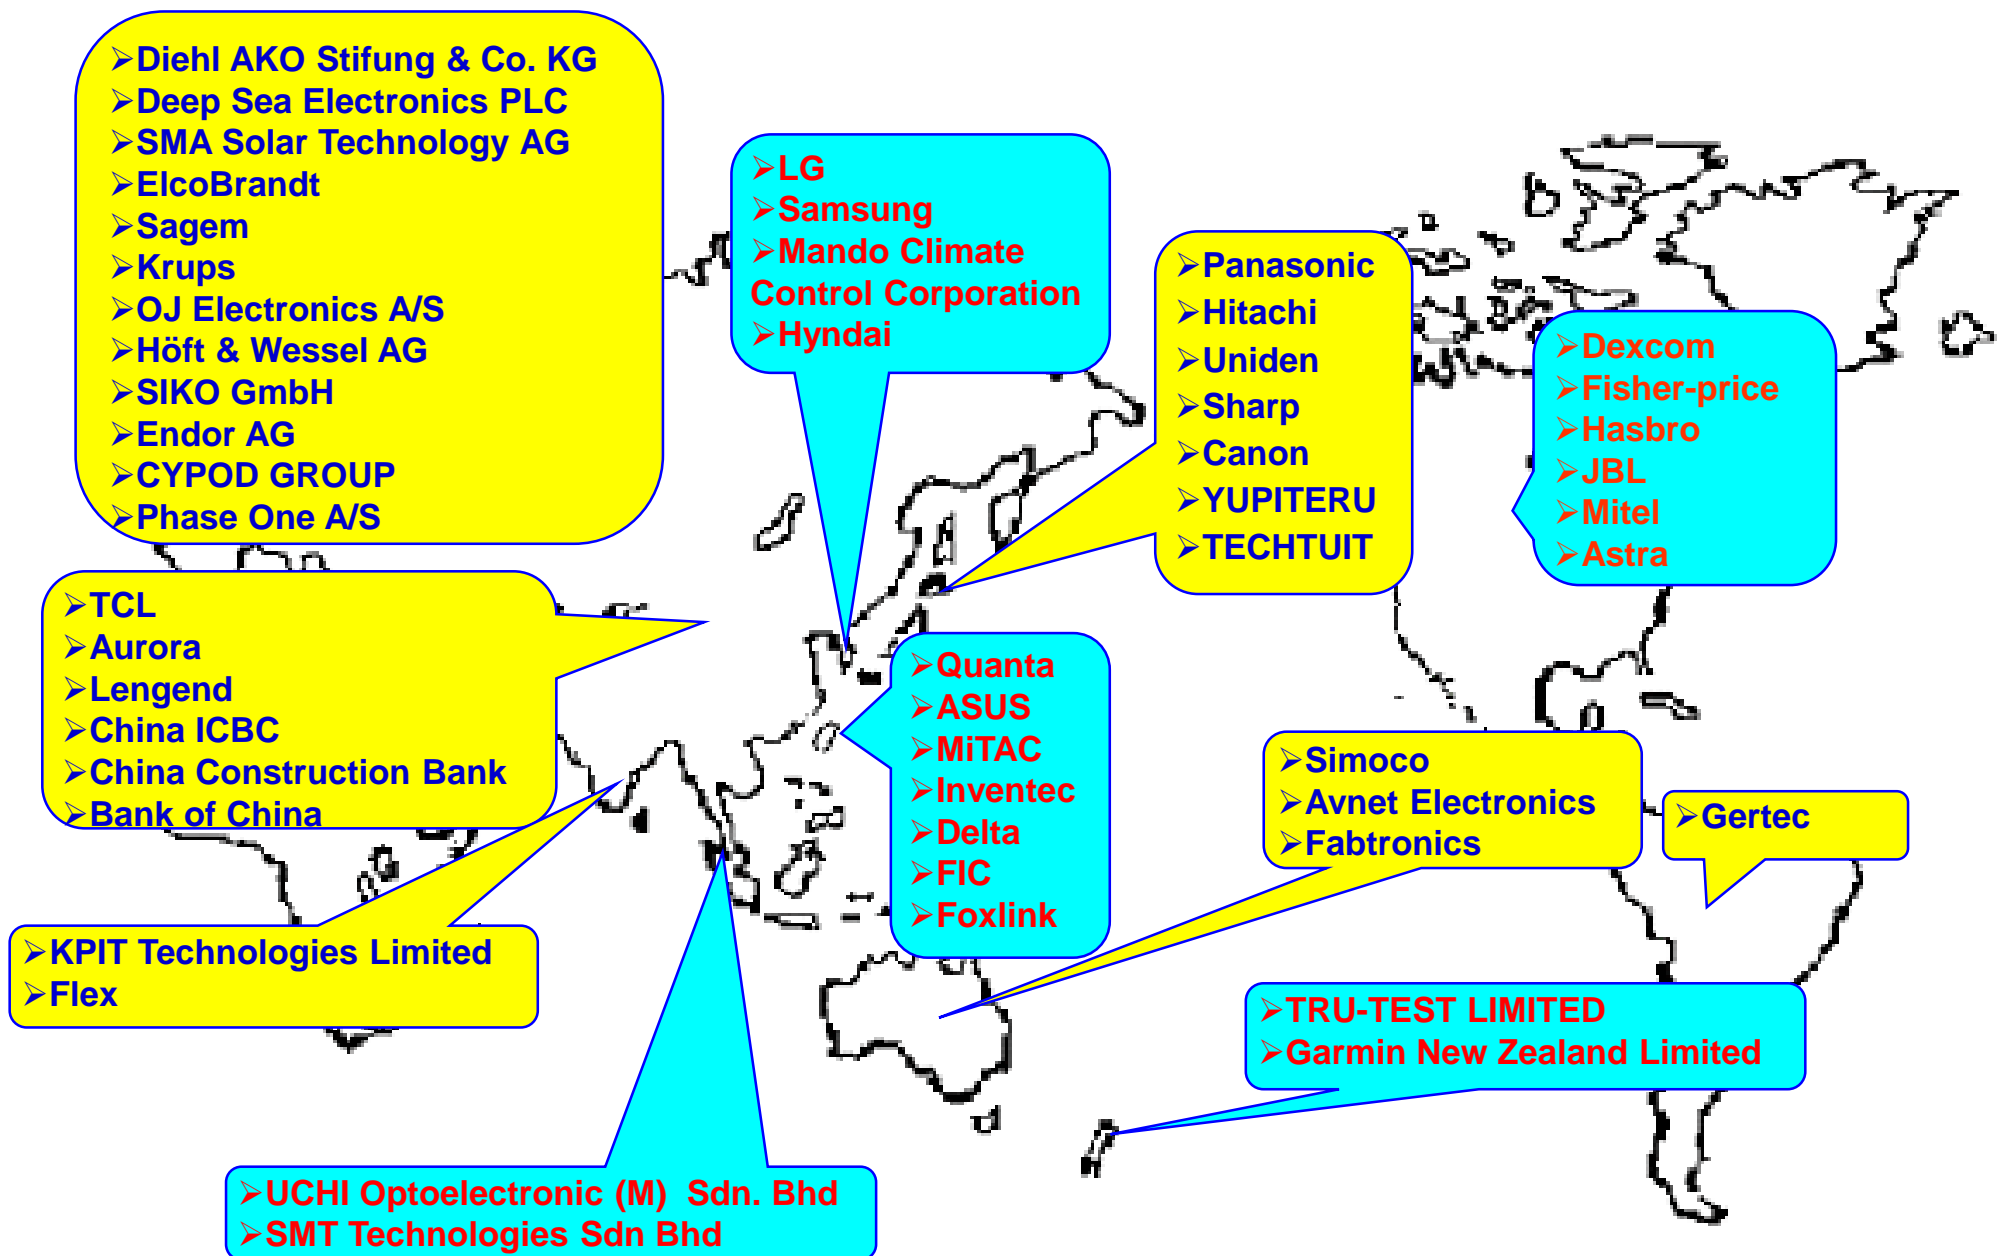 ➢Diehl AKO Stifung & Co. KG
➢Deep Sea Electronics PLC
➢SMA Solar Technology AG
➢ElcoBrandt
➢Sagem
➢Krups
➢OJ Electronics A/S
➢Höft & Wessel AG
➢SIKO GmbH
➢Endor AG
➢CYPOD GROUP
➢Phase One A/S
➢LG
➢Samsung
➢Mando Climate
Control Corporation
➢Hyndai
➢Panasonic
➢Hitachi
➢Uniden
➢Sharp
➢Canon
➢YUPITERU
➢TECHTUIT
➢Dexcom
➢Fisher-price
➢Hasbro
➢JBL
➢Mitel
➢Astra
➢TCL
➢Aurora
➢Lengend
➢China ICBC
➢China Construction Bank
➢Bank of China
➢Quanta
➢ASUS
➢MiTAC
➢Inventec
➢Delta
➢FIC
➢Foxlink
➢Simoco
➢Avnet Electronics
➢Fabtronics
➢Gertec
➢KPIT Technologies Limited
➢Flex
➢TRU-TEST LIMITED
➢Garmin New Zealand Limited
➢UCHI Optoelectronic (M) Sdn. Bhd
➢SMT Technologies Sdn Bhd